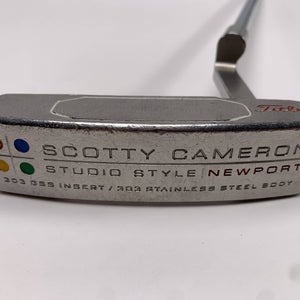 SCOTTY CAMERON
STUDIO STYLE | NEWPORT
303 GSS INSERT / 303 STAINLESS STEEL BODY